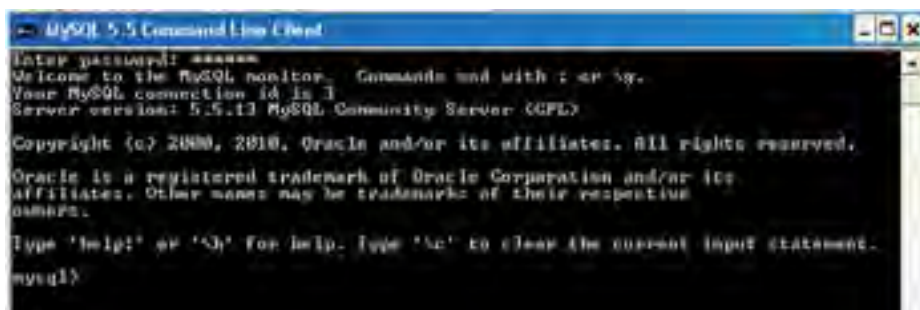 MySQL 5.5 Command Line Client
Enter password: ******
Welcome to the MySQL monitor.  Commands end with ; or \g.
Your MySQL connection id is 3
Server version: 5.5.13 MySQL Community Server (GPL)
Copyright (c) 2000, 2010, Oracle and/or its affiliates. All rights reserved.
Oracle is a registered trademark of Oracle Corporation and/or its
affiliates. Other names may be trademarks of their respective
owners.
Type 'help;' or '\h' for help. Type '\c' to clear the current input statement.
mysql>